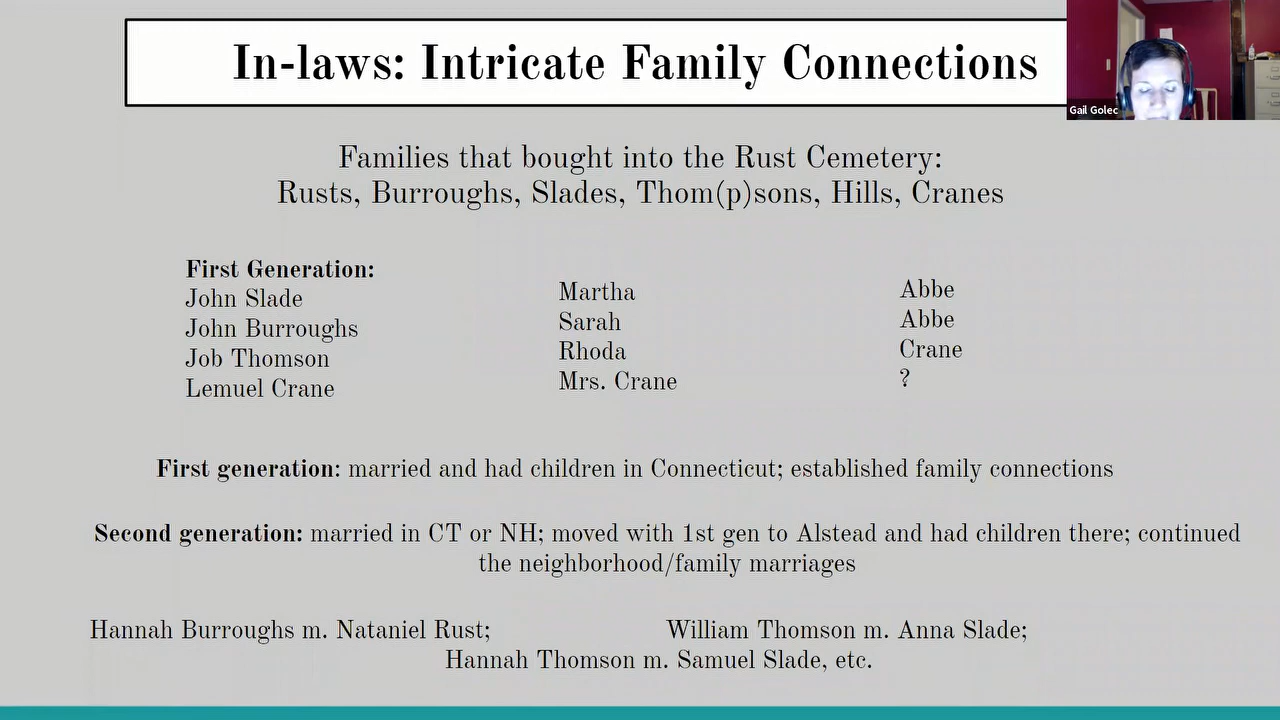 In-laws: Intricate Family Connections
Gail Golec
Families that bought into the Rust Cemetery:
Rusts, Burroughs, Slades, Thom(p)sons, Hills, Cranes
First Generation:
John Slade Martha Abbe
John Burroughs Sarah Abbe
Job Thomson Rhoda Crane
Lemuel Crane Mrs. Crane ?
First generation: married and had children in Connecticut; established family connections
Second generation: married in CT or NH; moved with 1st gen to Alstead and had children there; continued
the neighborhood/family marriages
Hannah Burroughs m. Nataniel Rust; William Thomson m. Anna Slade;
Hannah Thomson m. Samuel Slade, etc.